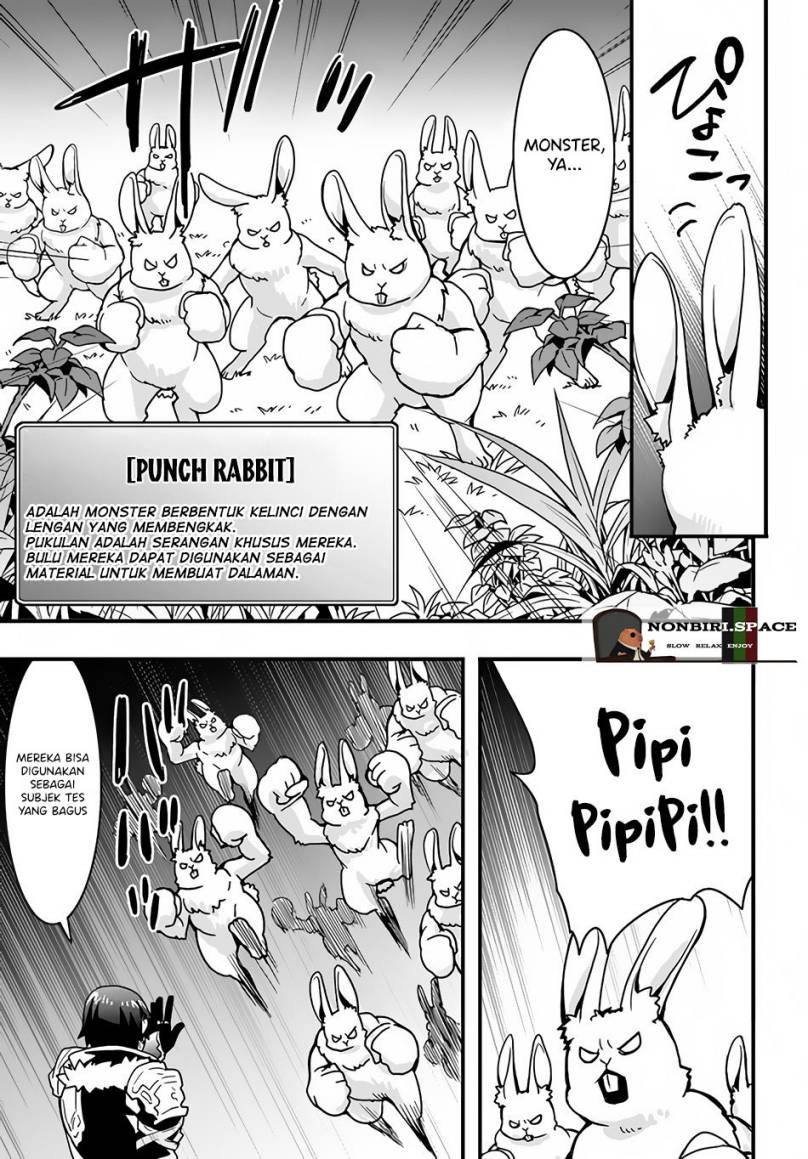 ぴょこっ
MONSTER,
YA...
ザッ
[PUNCH RABBIT]
ADALAH MONSTER BERBENTUK KELINCI DENGAN
LENGAN YANG MEMBENGKAK.
PUKULAN ADALAH SERANGAN KHUSUS MEREKA.
BULU MEREKA DAPAT DIGUNAKAN SEBAGAI
MATERIAL UNTUK MEMBUAT DALAMAN.
NONBIRI.SPACE
SLOW RELAX ENJOY
PiPi
PiPiPi!!
MEREKA BISA
DIGUNAKAN
SEBAGAI
SUBJEK TES
YANG BAGUS